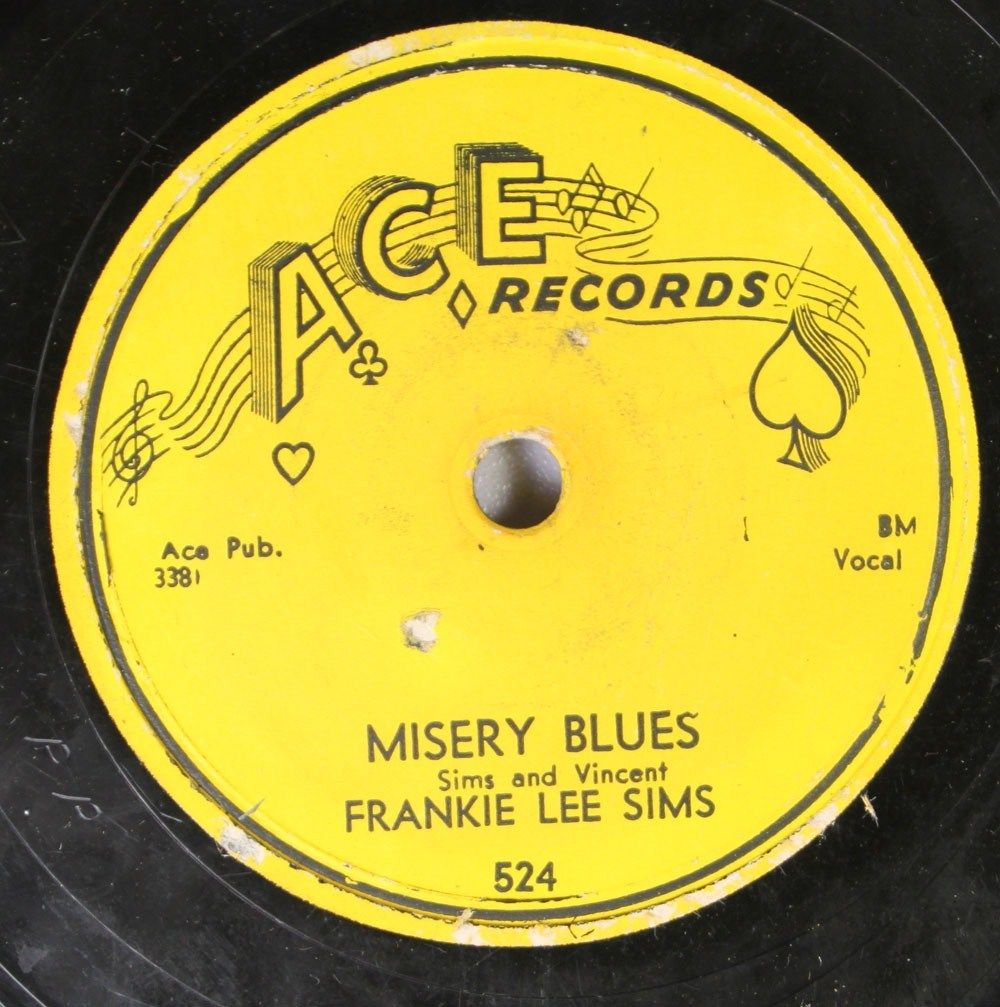 ACE
RECORDS
Ace Pub.
3381
BM
Vocal
MISERY BLUES
Sims and Vincent
FRANKIE LEE SIMS
524